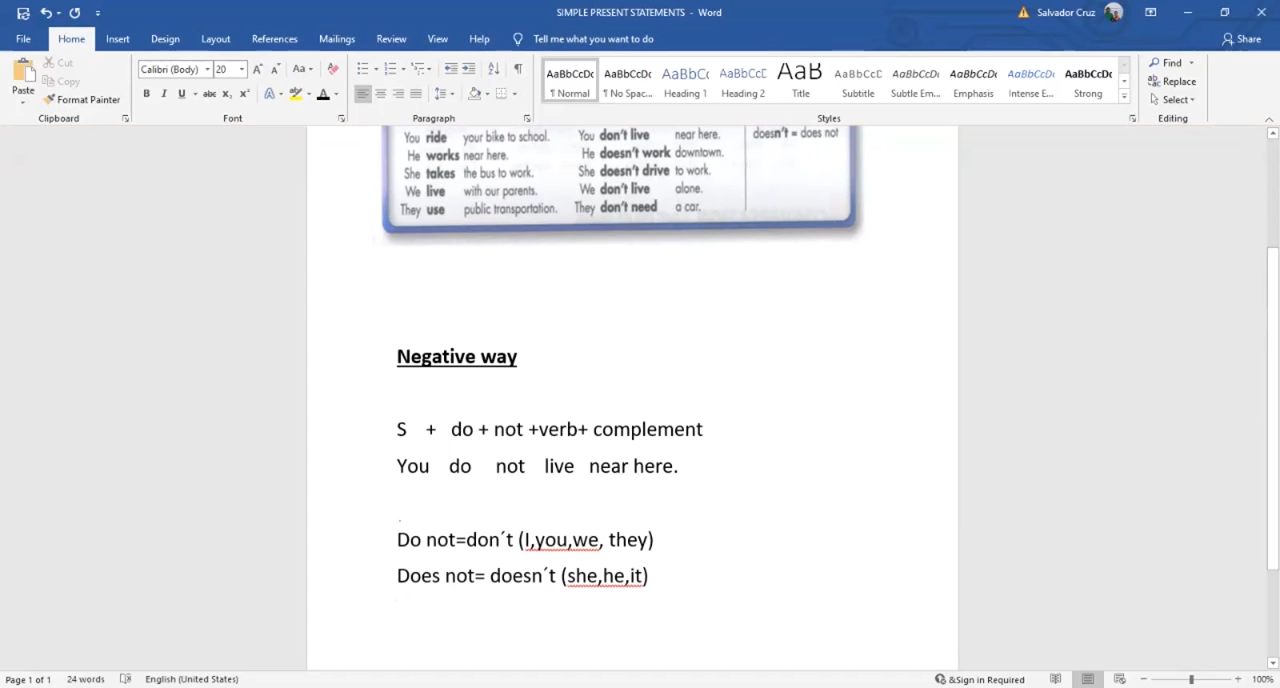 SIMPLE PRESENT STATEMENTS - Word
Salvador Cruz
File Home Insert Design Layout References Mailings Review View Help Tell me what you want to do Share
Paste
Cut
Copy
Format Painter
Clipboard
Calibri (Body) 20
Font
Paragraph
AaBbCcDc AaBbCcDc AaBbC( AaBbCcD AaB AaBbCcD AaBbCcDi AaBbCcDi AaBbCcDi AaBbCcDc
¶ Normal ¶ No Spac... Heading 1 Heading 2 Title Subtitle Subtle Em... Emphasis Intense E... Strong
Styles
Find
Replace
Select
Editing
You ride your bike to school. You don't live near here. doesn't = does not
He works near here. He doesn't work downtown.
She takes the bus to work. She doesn't drive to work.
We live with our parents. We don't live alone.
They use public transportation. They don't need a car.
Negative way
S + do + not +verb+ complement
You do not live near here.
Do not=don´t (I,you,we, they)
Does not= doesn´t (she,he,it)
Page 1 of 1 24 words English (United States) &Sign in Required 100%